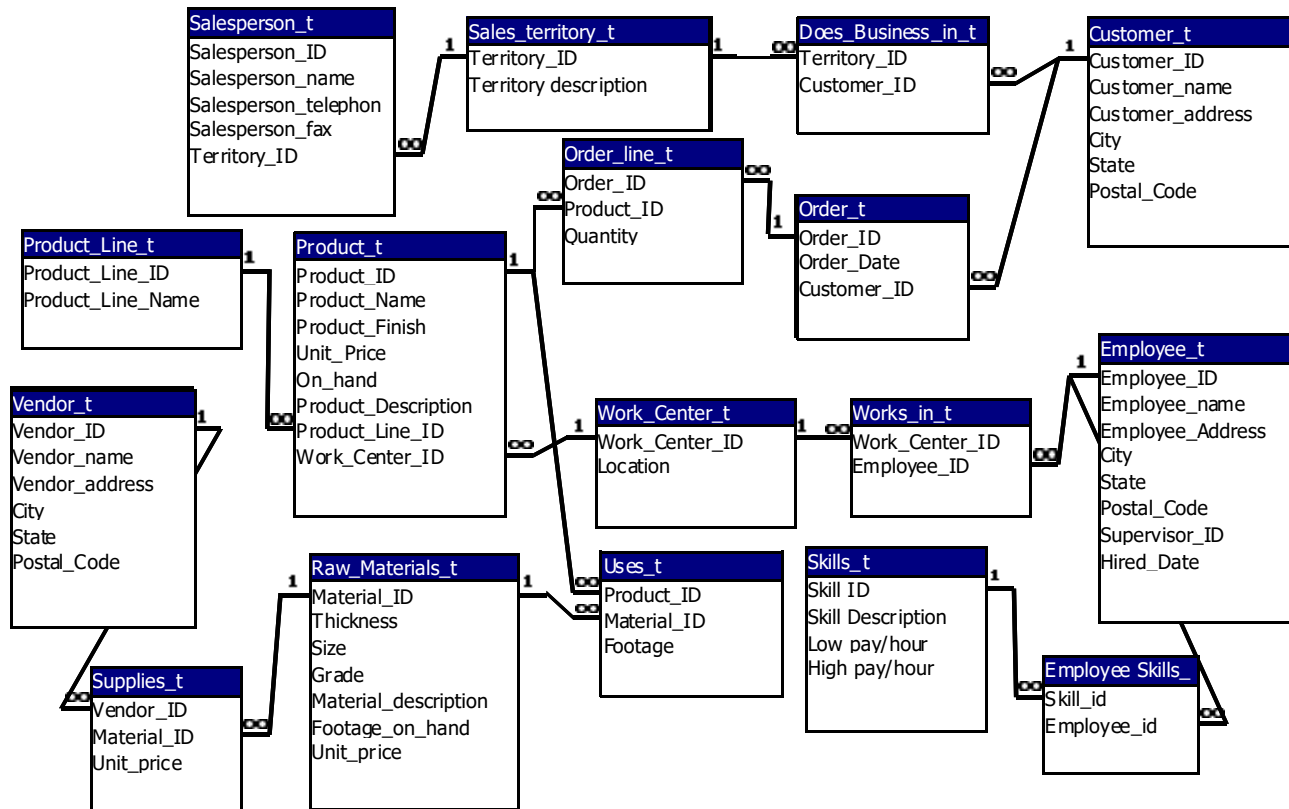 Salesperson_t
Salesperson_ID
Salesperson_name
Salesperson_telephon
Salesperson_fax
Territory_ID
1
∞
Sales_territory_t
Territory_ID
Territory description
1
∞
Does_Business_in_t
Territory_ID
Customer_ID
∞
1
Customer_t
Customer_ID
Customer_name
Customer_address
City
State
Postal_Code
Order_line_t
Order_ID
Product_ID
Quantity
∞
∞
1
Order_t
Order_ID
Order_Date
Customer_ID
∞
Product_Line_t
Product_Line_ID
Product_Line_Name
1
∞
Product_t
Product_ID
Product_Name
Product_Finish
Unit_Price
On_hand
Product_Description
Product_Line_ID
Work_Center_ID
1
∞
1
Work_Center_t
Work_Center_ID
Location
1
∞
Works_in_t
Work_Center_ID
Employee_ID
∞
1
Employee_t
Employee_ID
Employee_name
Employee_Address
City
State
Postal_Code
Supervisor_ID
Hired_Date
Vendor_t
Vendor_ID
Vendor_name
Vendor_address
City
State
Postal_Code
1
∞
Supplies_t
Vendor_ID
Material_ID
Unit_price
∞
1
Raw_Materials_t
Material_ID
Thickness
Size
Grade
Material_description
Footage_on_hand
Unit_price
1
∞
∞
Uses_t
Product_ID
Material_ID
Footage
Skills_t
Skill ID
Skill Description
Low pay/hour
High pay/hour
1
∞
Employee Skills_
Skill_id
Employee_id
∞